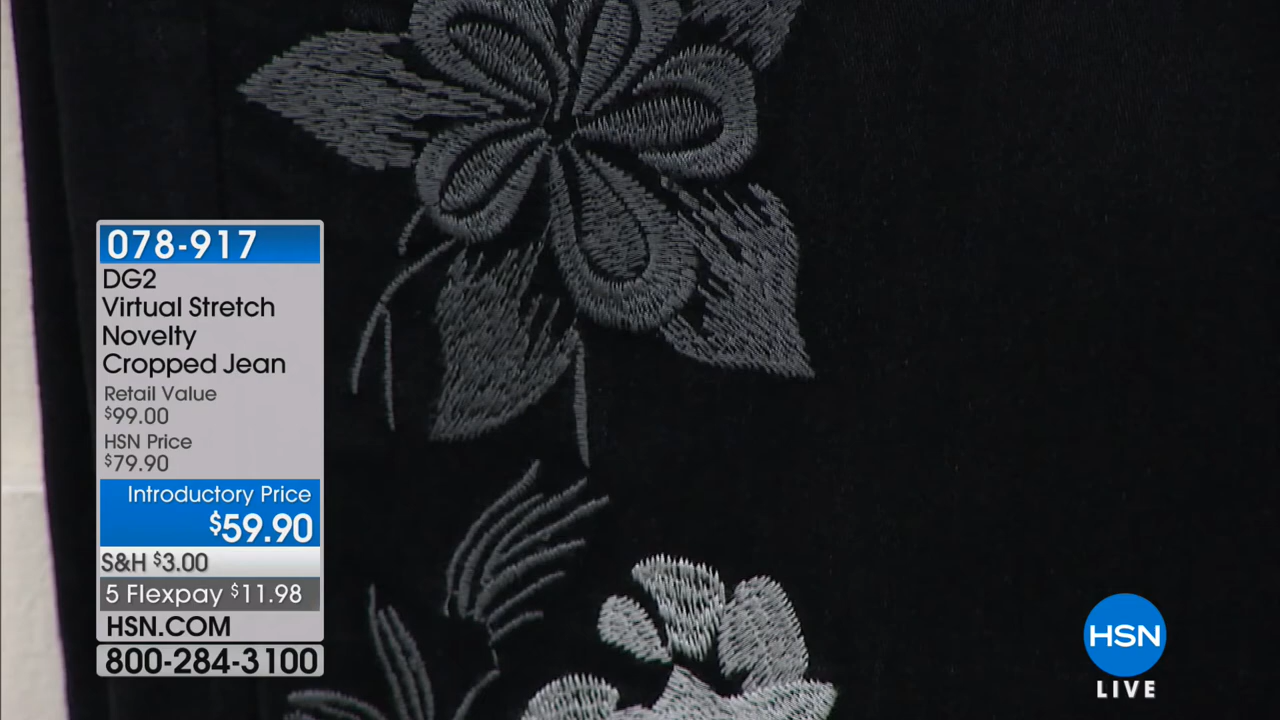 078-917
DG2
Virtual Stretch
Novelty
Cropped Jean
Retail Value
$99.00
HSN Price
$79.90
Introductory Price
$59.90
S&H $3.00
5 Flexpay $11.98
HSN.COM
800-284-3100
HSN
LIVE